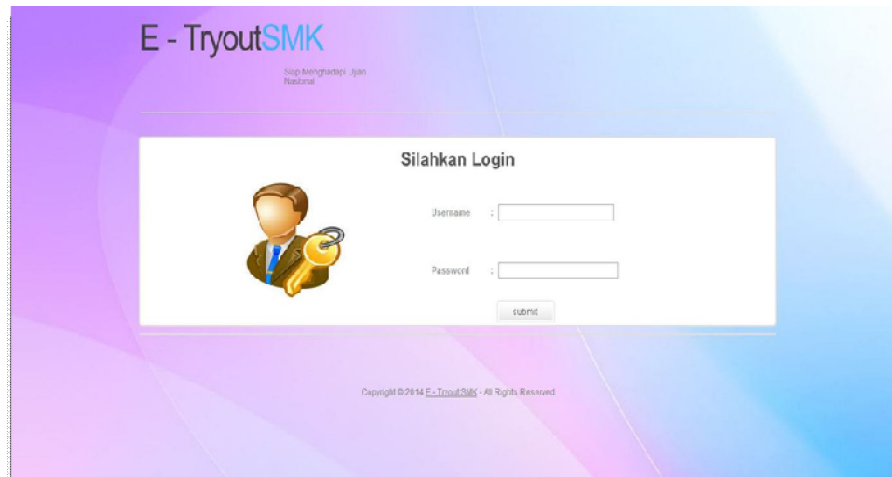 E - TryoutSMK
Siap Menghadapi Ujian
Nasional
Silahkan Login
Username :
Password :
submit
Copyright © 2014 E - TryoutSMK - All Rights Reserved